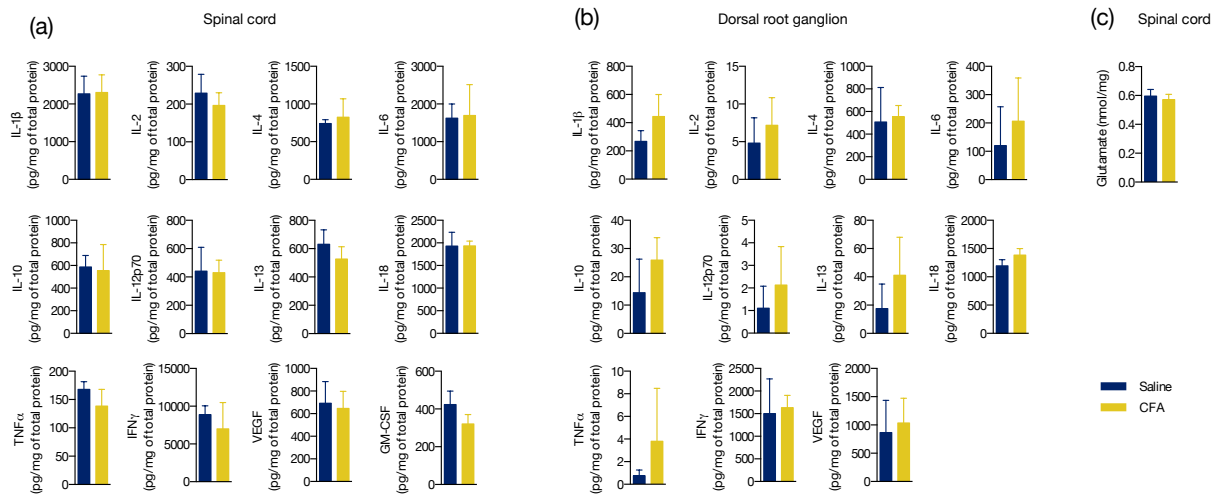 (a) Spinal cord
IL-1β
(pg/mg of total protein)
3000
2000
1000
0
IL-2
(pg/mg of total protein)
300
200
100
0
IL-4
(pg/mg of total protein)
1500
1000
500
0
IL-6
(pg/mg of total protein)
3000
2000
1000
0
IL-10
(pg/mg of total protein)
1000
800
600
400
200
0
IL-12p70
(pg/mg of total protein)
800
600
400
200
0
IL-13
(pg/mg of total protein)
800
600
400
200
0
IL-18
(pg/mg of total protein)
2500
2000
1500
1000
500
0
TNFα
(pg/mg of total protein)
200
150
100
50
0
IFNγ
(pg/mg of total protein)
15000
10000
5000
0
VEGF
(pg/mg of total protein)
1000
800
600
400
200
0
GM-CSF
(pg/mg of total protein)
600
400
200
0
(b) Dorsal root ganglion
IL-1β
(pg/mg of total protein)
800
600
400
200
0
IL-2
(pg/mg of total protein)
15
10
5
0
IL-4
(pg/mg of total protein)
1000
800
600
400
200
0
IL-6
(pg/mg of total protein)
400
300
200
100
0
IL-10
(pg/mg of total protein)
40
30
20
10
0
IL-12p70
(pg/mg of total protein)
5
4
3
2
1
0
IL-13
(pg/mg of total protein)
80
60
40
20
0
IL-18
(pg/mg of total protein)
2000
1500
1000
500
0
TNFα
(pg/mg of total protein)
10
8
6
4
2
0
IFNγ
(pg/mg of total protein)
2500
2000
1500
1000
500
0
VEGF
(pg/mg of total protein)
2000
1500
1000
500
0
(c) Spinal cord
Glutamate (nmol/mg)
0.8
0.6
0.4
0.2
0.0
Saline
CFA